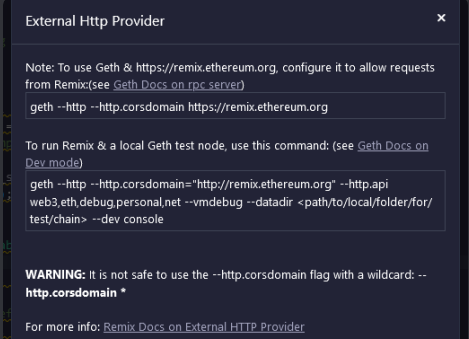 External Http Provider
×
Note: To use Geth & https://remix.ethereum.org, configure it to allow requests
from Remix:(see Geth Docs on rpc server)
geth --http --http.corsdomain https://remix.ethereum.org
To run Remix & a local Geth test node, use this command: (see Geth Docs on
Dev mode)
geth --http --http.corsdomain="http://remix.ethereum.org" --http.api
web3,eth,debug,personal,net --vmdebug --datadir <path/to/local/folder/for/
test/chain> --dev console
WARNING: It is not safe to use the --http.corsdomain flag with a wildcard: --
http.corsdomain *
For more info: Remix Docs on External HTTP Provider